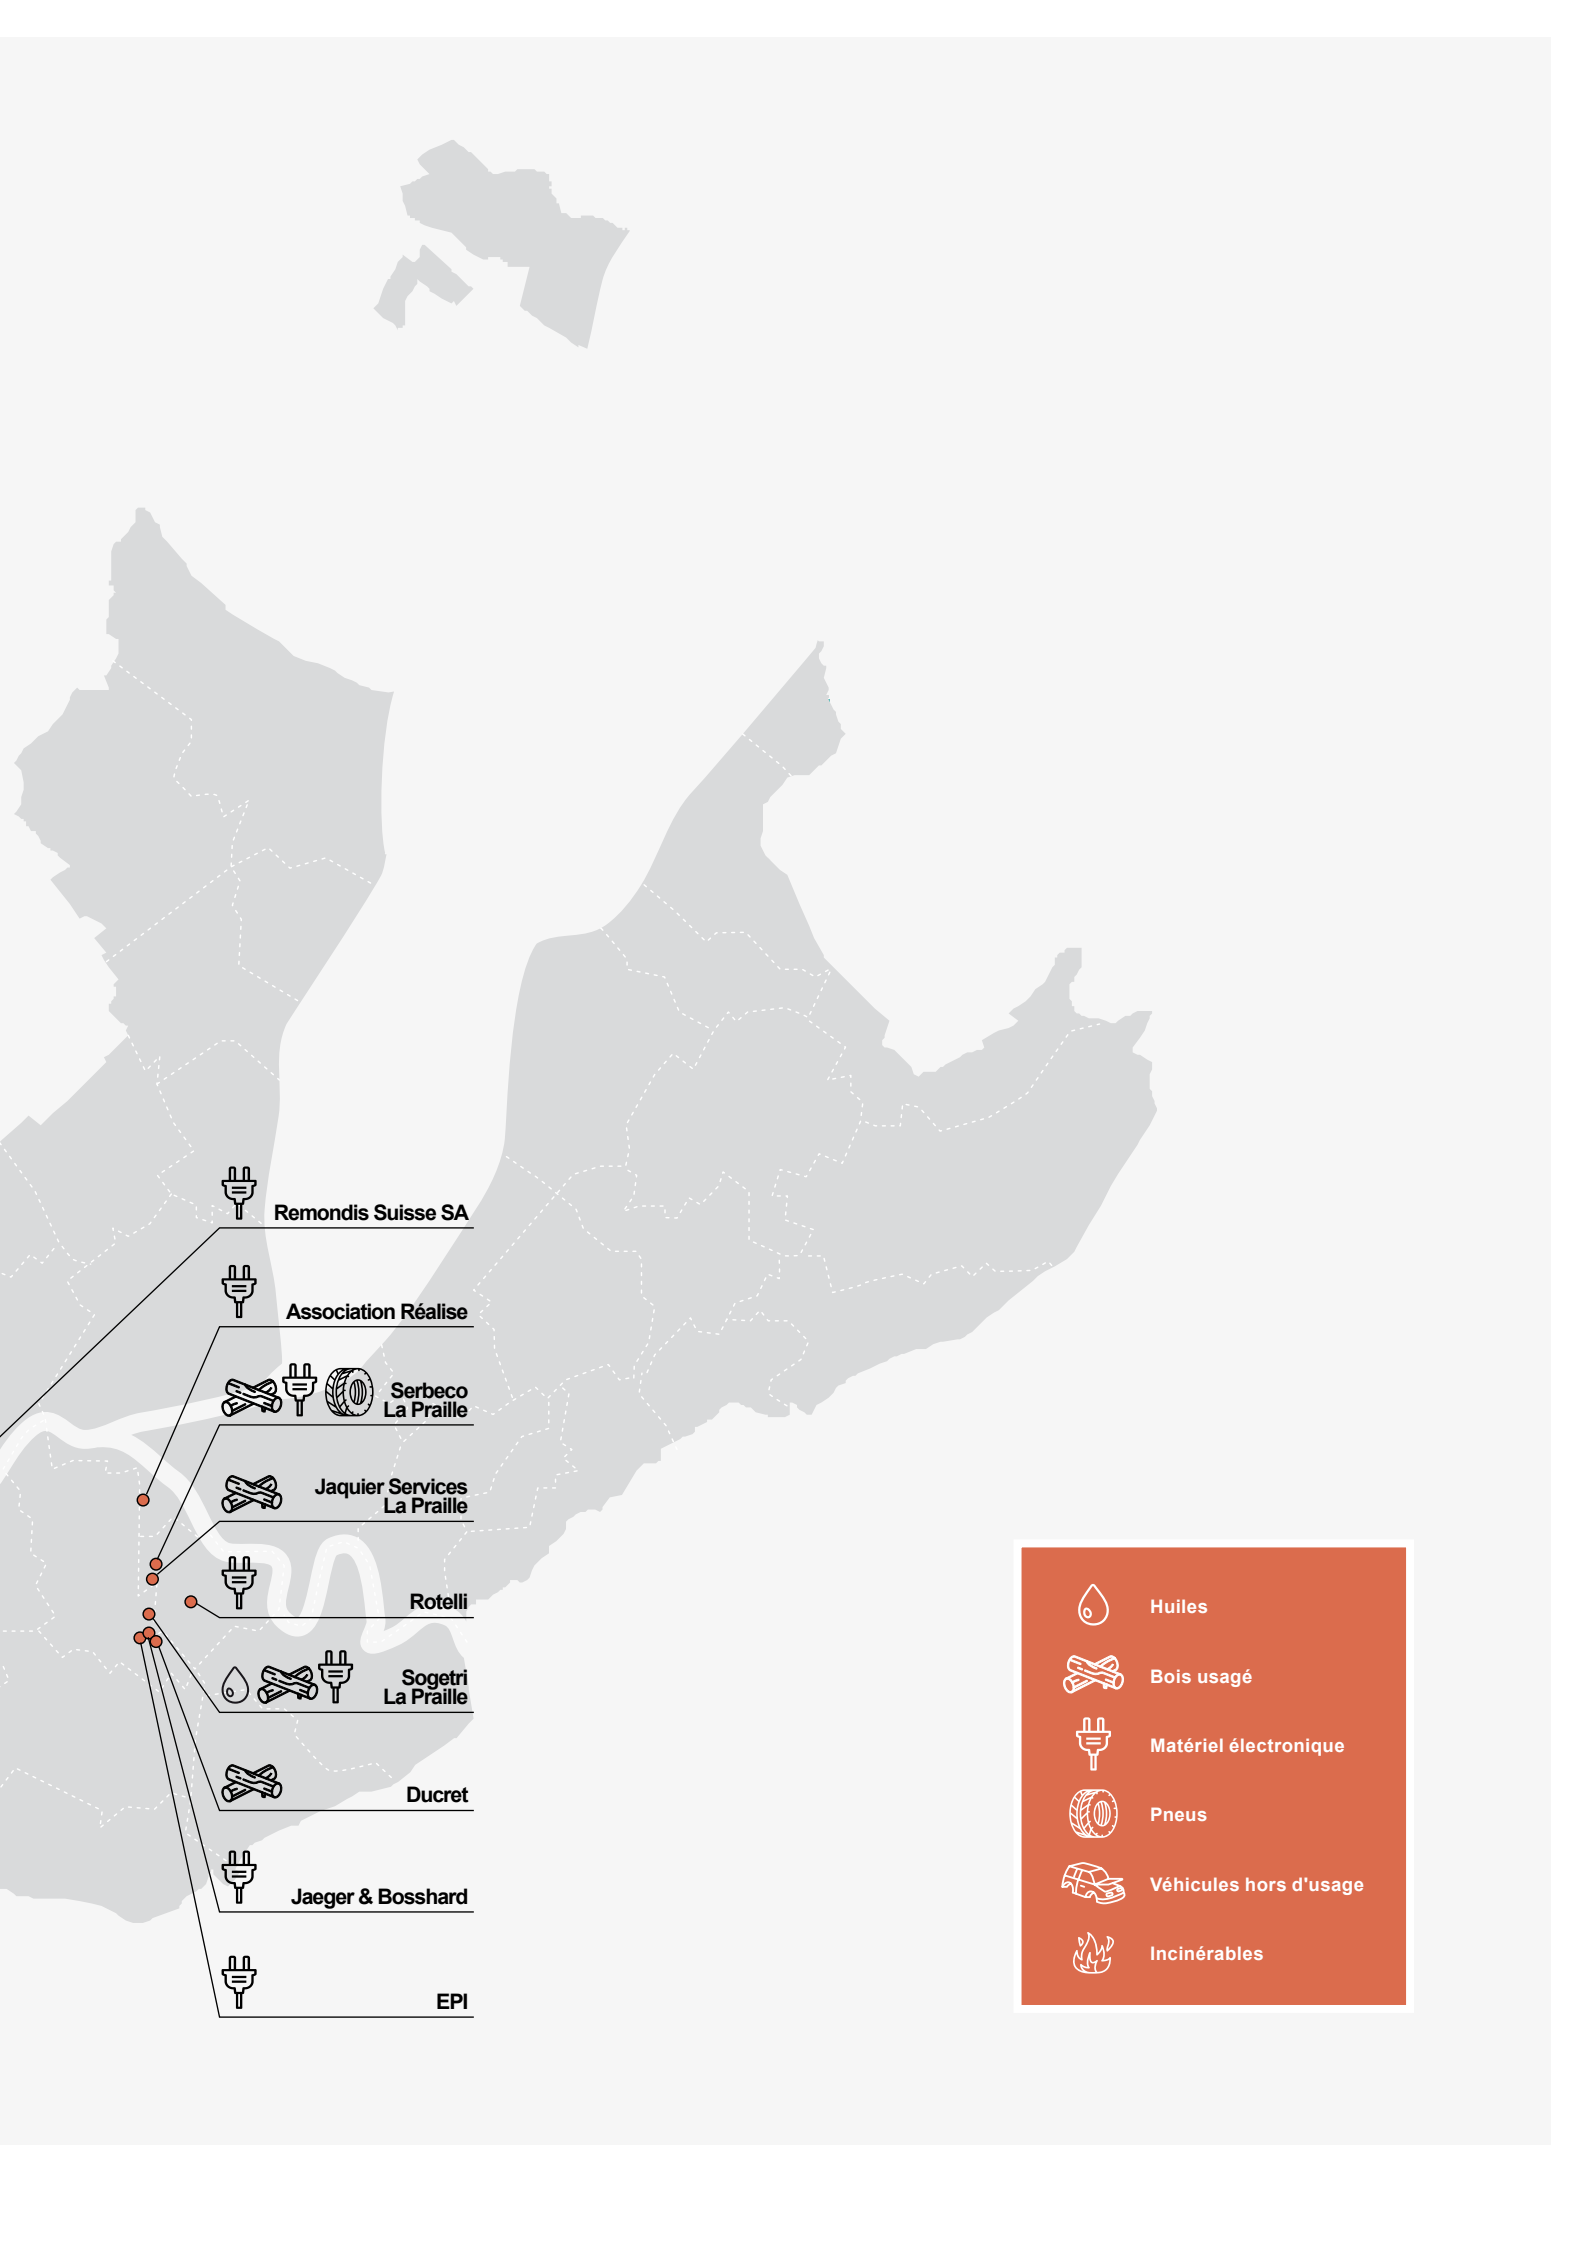 Remondis Suisse SA
Association Réalise
Serbeco
La Praille
Jaquier Services
La Praille
Rotelli
Sogetri
La Praille
Ducret
Jaeger & Bosshard
EPI
Huiles
Bois usagé
Matériel électronique
Pneus
Véhicules hors d'usage
Incinérables